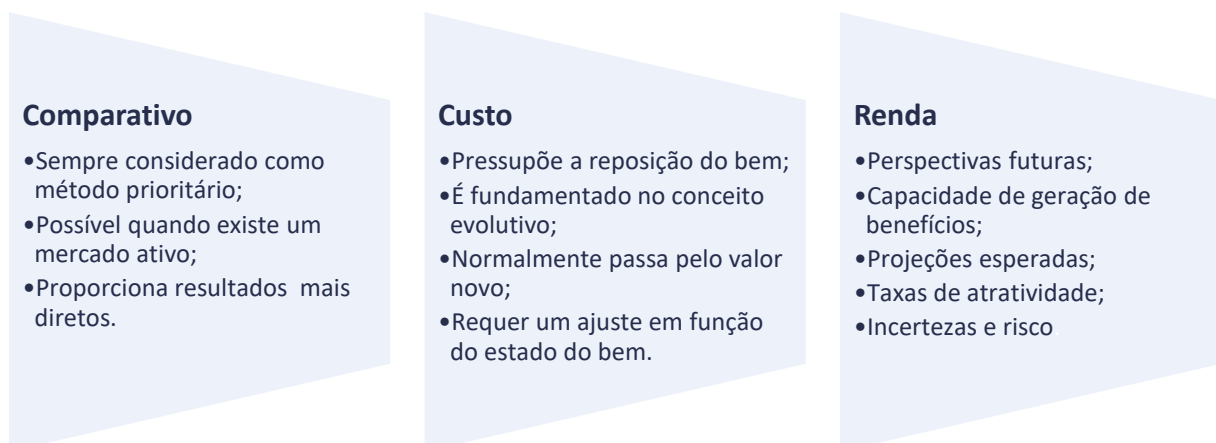 Comparativo
•Sempre considerado como
método prioritário;
•Possível quando existe um
mercado ativo;
•Proporciona resultados  mais
diretos.
Custo
•Pressupõe a reposição do bem;
•É fundamentado no conceito
evolutivo;
•Normalmente passa pelo valor
novo;
•Requer um ajuste em função
do estado do bem.
Renda
•Perspectivas futuras;
•Capacidade de geração de
benefícios;
•Projeções esperadas;
•Taxas de atratividade;
•Incertezas e risco